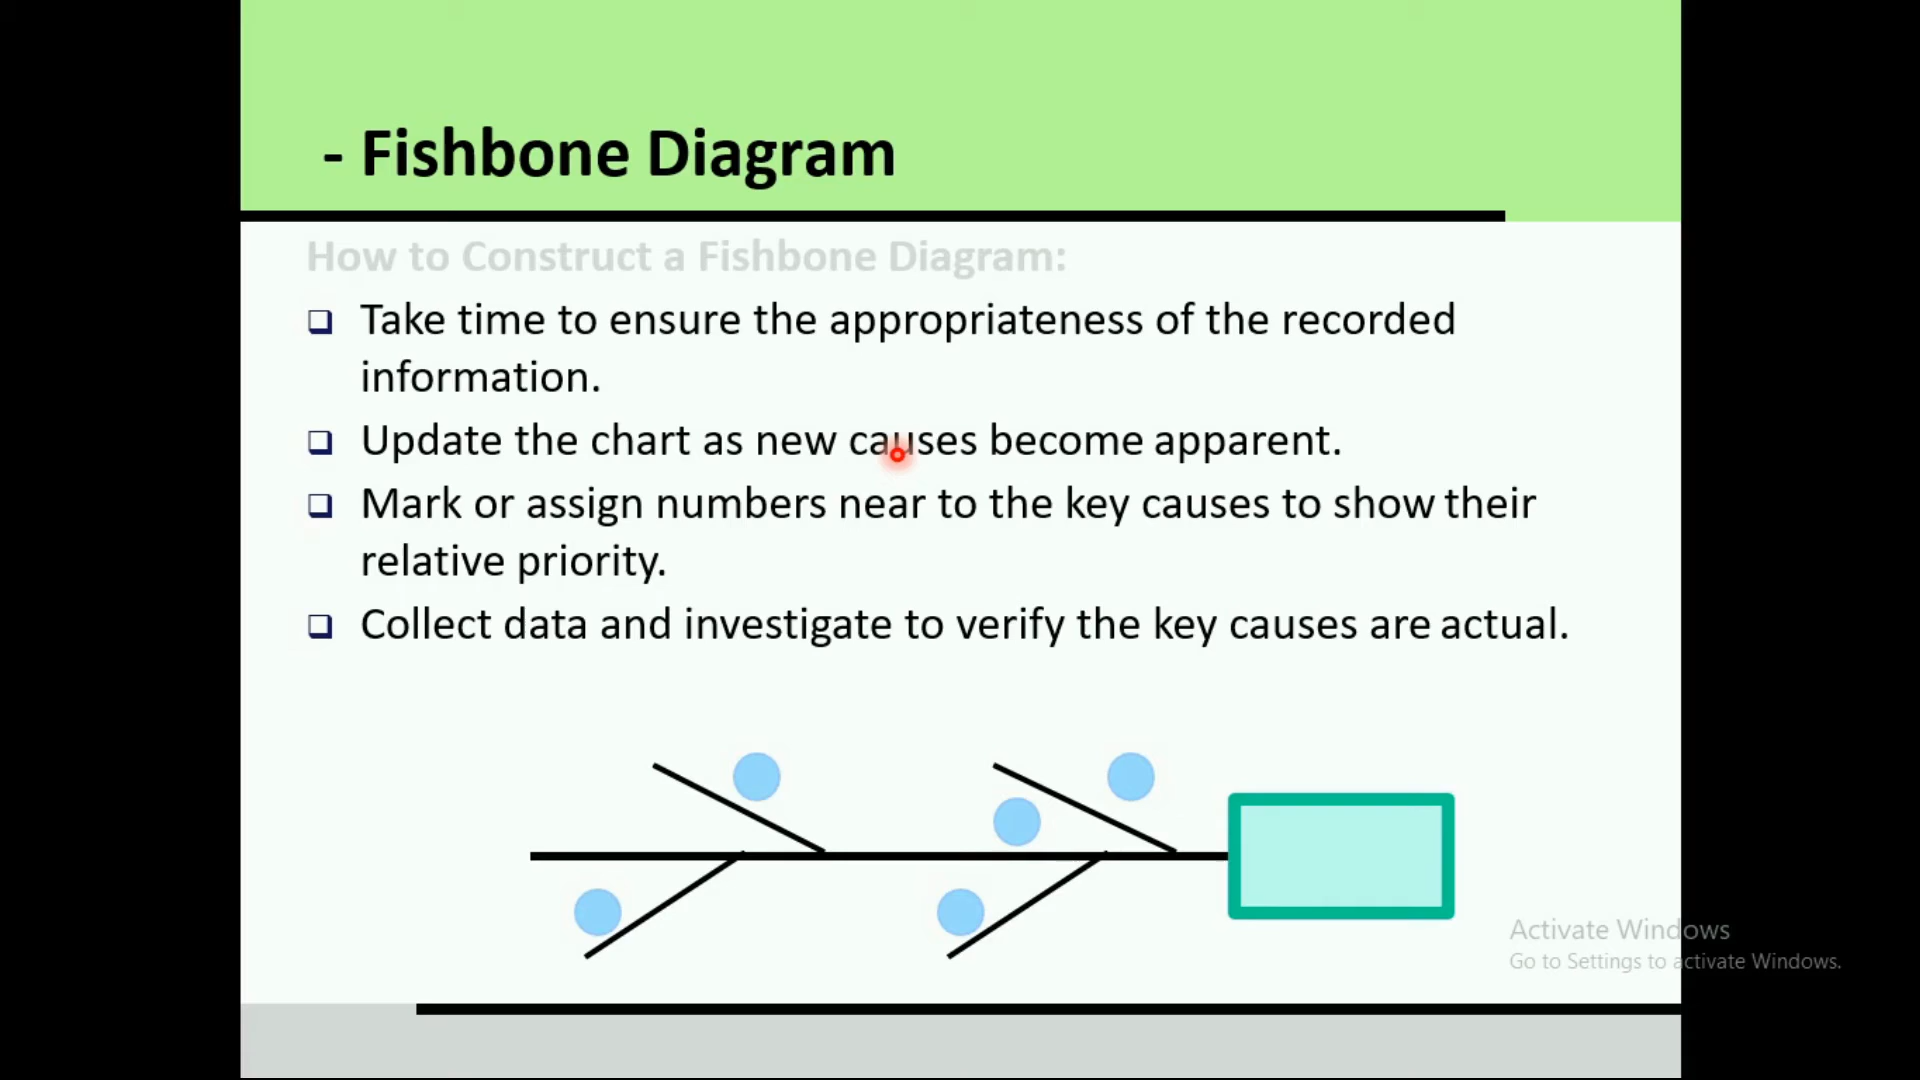 - Fishbone Diagram
How to Construct a Fishbone Diagram:
Take time to ensure the appropriateness of the recorded
information.
Update the chart as new causes become apparent.
Mark or assign numbers near to the key causes to show their
relative priority.
Collect data and investigate to verify the key causes are actual.
Activate Windows
Go to Settings to activate Windows.